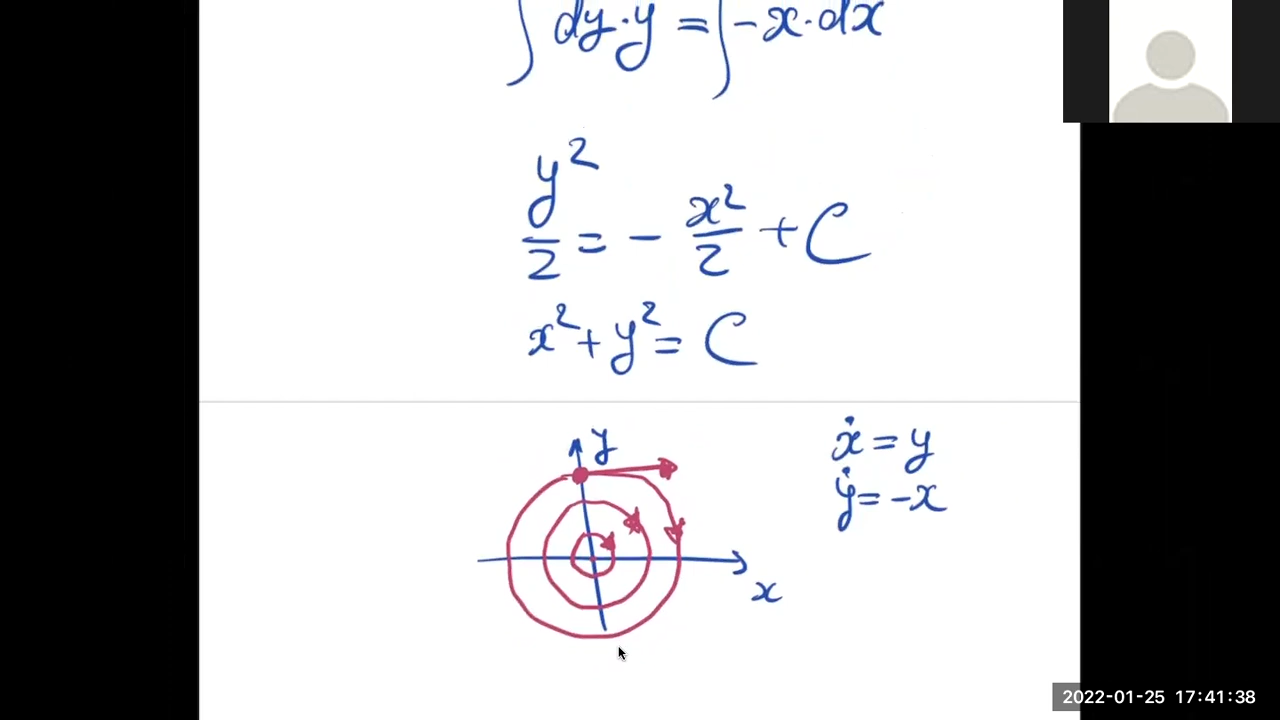 ∫ dy·y = ∫ -x·dx
y²/2 = - x²/2 + C
x² + y² = C
y
ẋ = y
ẏ = -x
x
2022-01-25 17:41:38